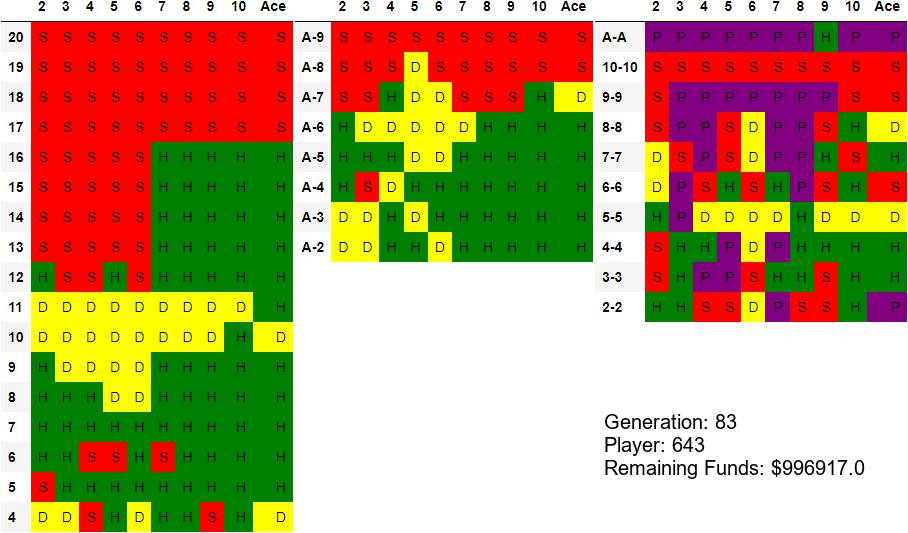 2 3 4 5 6 7 8 9 10 Ace
20 S S S S S S S S S S
19 S S S S S S S S S S
18 S S S S S S S S S S
17 S S S S S S S S S S
16 S S S S S H H H H H
15 S S S S S H H H H H
14 S S S S S H H H H H
13 S S S S S H H H H H
12 H S S H S H H H H H
11 D D D D D D D D D H
10 D D D D D D D D H D
9 H D D D D H H H H H
8 H H H D D H H H H H
7 H H H H H H H H H H
6 H H S S H S H H H H
5 S H H H H H H H H H
4 D D S H D H H S H D
2 3 4 5 6 7 8 9 10 Ace
A-9 S S S S S S S S S S
A-8 S S S D S S S S S S
A-7 S S H D D S S S H D
A-6 H D D D D D H H H H
A-5 H H H D D H H H H H
A-4 H S D H H H H H H H
A-3 D D H D H H H H H H
A-2 D D H H D H H H H H
2 3 4 5 6 7 8 9 10 Ace
A-A P P P P P P P H P P
10-10 S S S S S S S S S S
9-9 S P P P P P P P S S
8-8 S P P S D P P S H D
7-7 D S P S D P P H S H
6-6 D P S H S H P S H S
5-5 H P D D D D H D D D
4-4 S H H P D P H H H H
3-3 S H P P S H H S H H
2-2 H H S S D P S S H P
Generation: 83
Player: 643
Remaining Funds: $996917.0